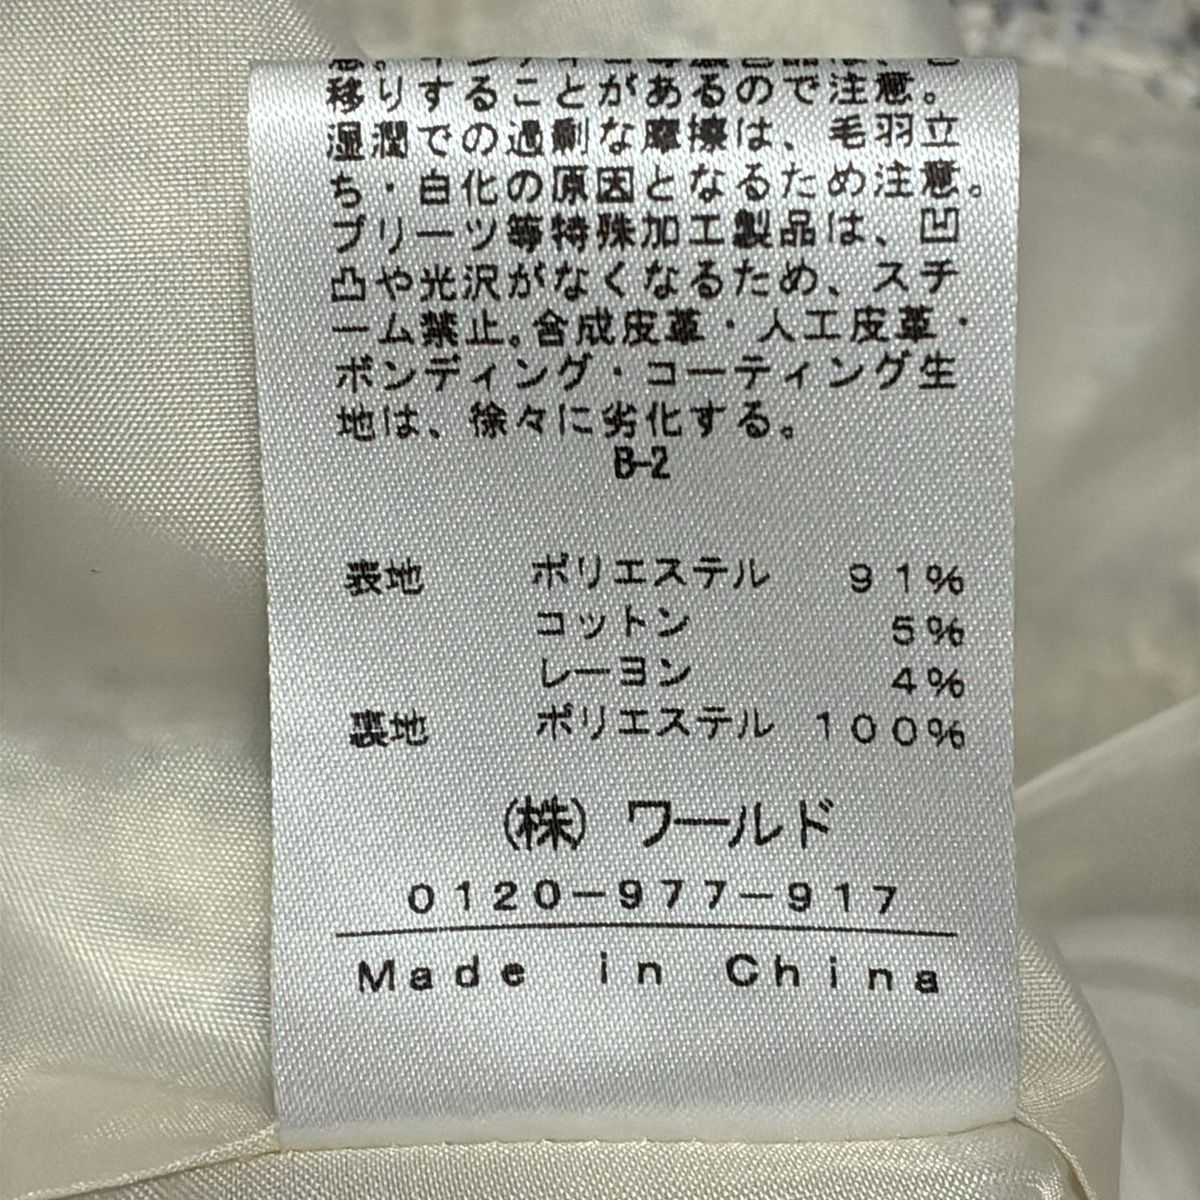 移りすることがあるので注意。
湿潤での過剰な摩擦は、毛羽立
ち・白化の原因となるため注意。
プリーツ等特殊加工製品は、凹
凸や光沢がなくなるため、スチ
ーム禁止。合成皮革・人工皮革・
ボンディング・コーティング生
地は、徐々に劣化する。
B-2
表地 ポリエステル 91%
コットン 5%
レーヨン 4%
裏地 ポリエステル 100%
(株) ワールド
0120-977-917
Made in China